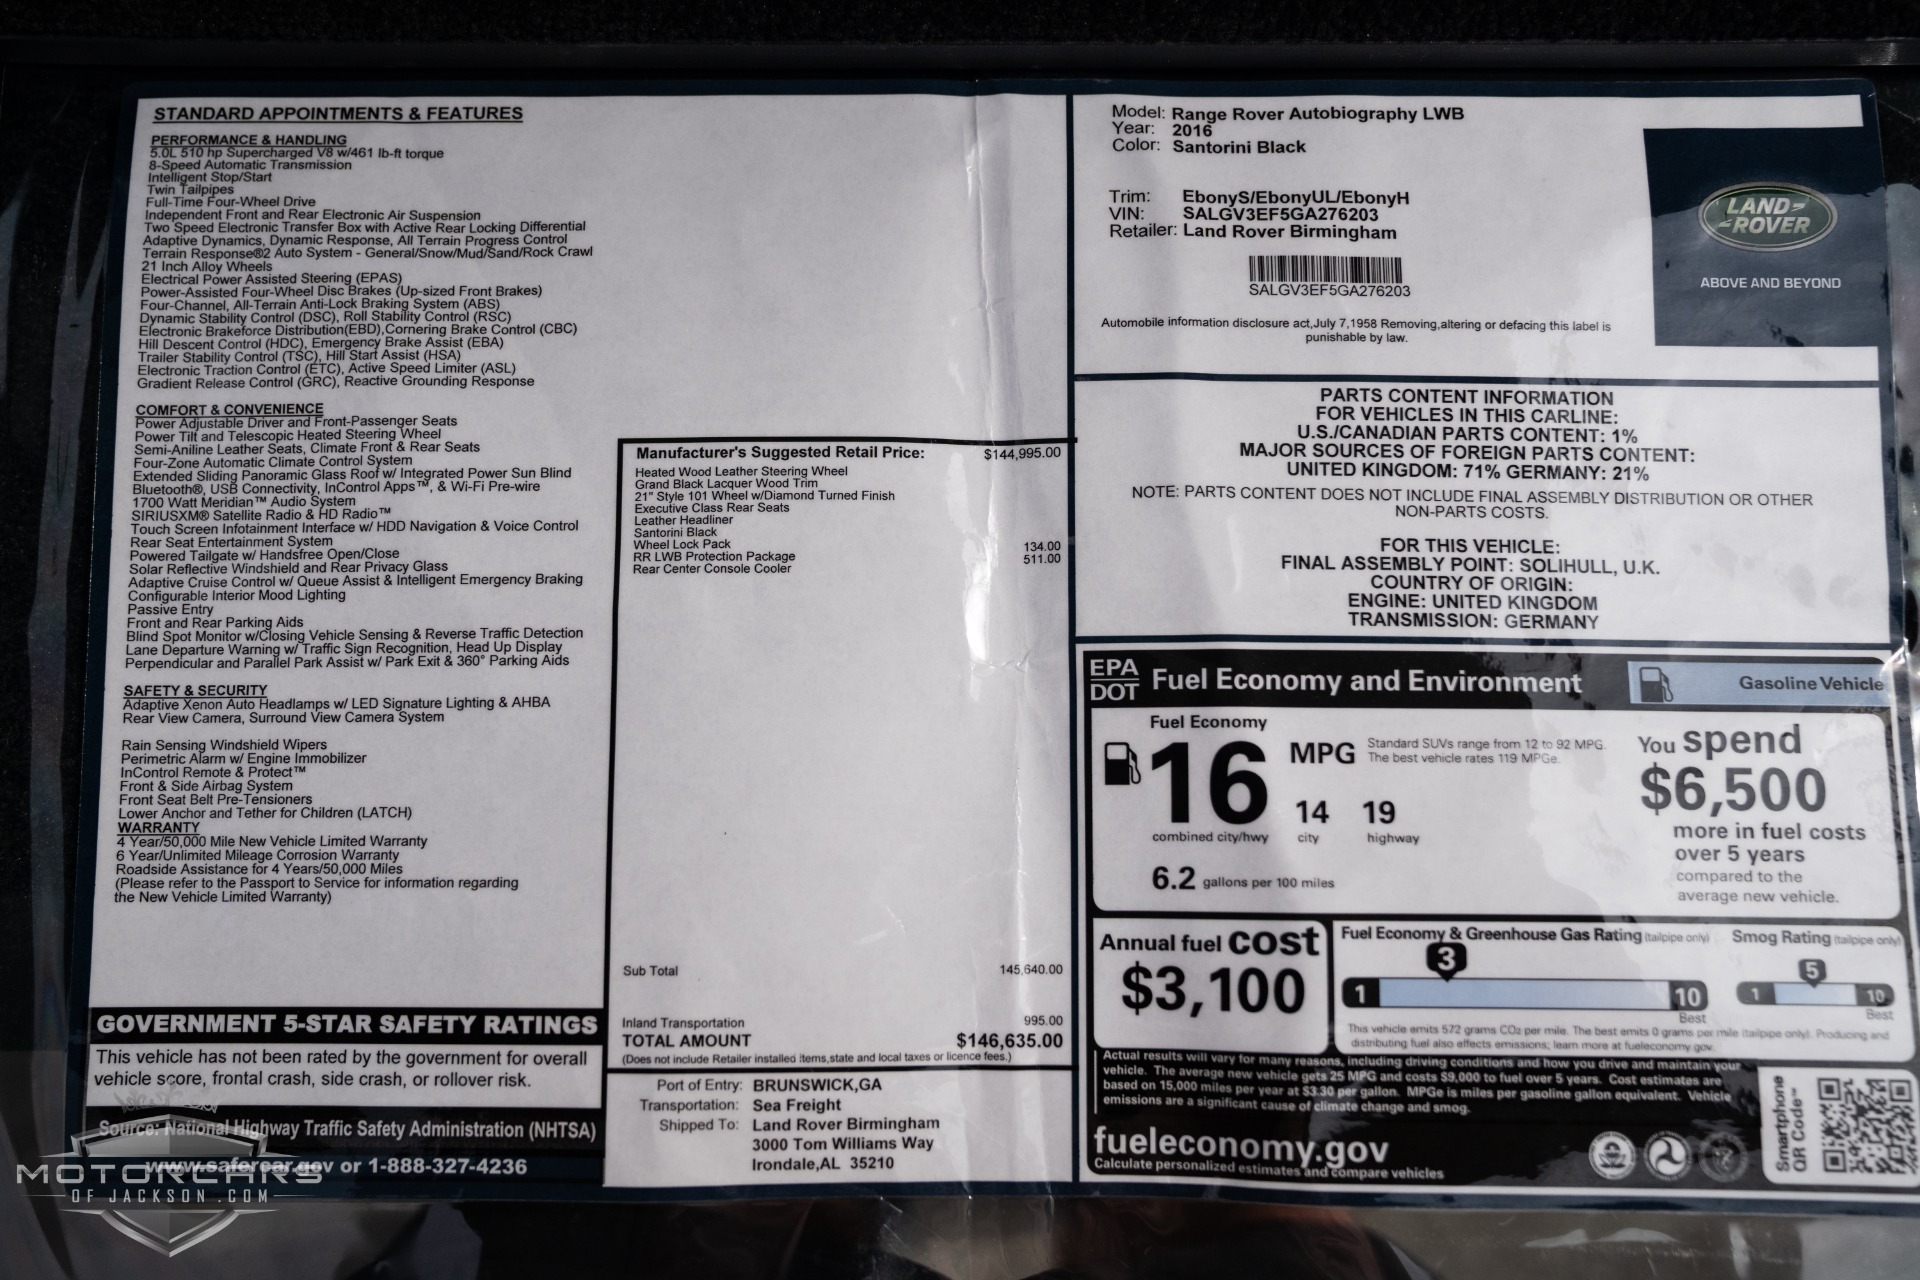 STANDARD APPOINTMENTS & FEATURES
PERFORMANCE & HANDLING
5.0L 510 hp Supercharged V8 w/461 lb-ft torque
8-Speed Automatic Transmission
Intelligent Stop/Start
Twin Tailpipes
Full-Time Four-Wheel Drive
Independent Front and Rear Electronic Air Suspension
Two Speed Electronic Transfer Box with Active Rear Locking Differential
Adaptive Dynamics, Dynamic Response, All Terrain Progress Control
Terrain Response®2 Auto System - General/Snow/Mud/Sand/Rock Crawl
21 Inch Alloy Wheels
Electrical Power Assisted Steering (EPAS)
Power-Assisted Four-Wheel Disc Brakes (Up-sized Front Brakes)
Four-Channel, All-Terrain Anti-Lock Braking System (ABS)
Dynamic Stability Control (DSC), Roll Stability Control (RSC)
Electronic Brakeforce Distribution(EBD),Cornering Brake Control (CBC)
Hill Descent Control (HDC), Emergency Brake Assist (EBA)
Trailer Stability Control (TSC), Hill Start Assist (HSA)
Electronic Traction Control (ETC), Active Speed Limiter (ASL)
Gradient Release Control (GRC), Reactive Grounding Response
COMFORT & CONVENIENCE
Power Adjustable Driver and Front-Passenger Seats
Power Tilt and Telescopic Heated Steering Wheel
Semi-Aniline Leather Seats, Climate Front & Rear Seats
Four-Zone Automatic Climate Control System
Extended Sliding Panoramic Glass Roof w/ Integrated Power Sun Blind
Bluetooth®, USB Connectivity, InControl Apps™, & Wi-Fi Pre-wire
1700 Watt Meridian™ Audio System
SIRIUSXM® Satellite Radio & HD Radio™
Touch Screen Infotainment Interface w/ HDD Navigation & Voice Control
Rear Seat Entertainment System
Powered Tailgate w/ Handsfree Open/Close
Solar Reflective Windshield and Rear Privacy Glass
Adaptive Cruise Control w/ Queue Assist & Intelligent Emergency Braking
Configurable Interior Mood Lighting
Passive Entry
Front and Rear Parking Aids
Blind Spot Monitor w/Closing Vehicle Sensing & Reverse Traffic Detection
Lane Departure Warning w/ Traffic Sign Recognition, Head Up Display
Perpendicular and Parallel Park Assist w/ Park Exit & 360° Parking Aids
SAFETY & SECURITY
Adaptive Xenon Auto Headlamps w/ LED Signature Lighting & AHBA
Rear View Camera, Surround View Camera System
Rain Sensing Windshield Wipers
Perimetric Alarm w/ Engine Immobilizer
InControl Remote & Protect™
Front & Side Airbag System
Front Seat Belt Pre-Tensioners
Lower Anchor and Tether for Children (LATCH)
WARRANTY
4 Year/50,000 Mile New Vehicle Limited Warranty
6 Year/Unlimited Mileage Corrosion Warranty
Roadside Assistance for 4 Years/50,000 Miles
(Please refer to the Passport to Service for information regarding
the New Vehicle Limited Warranty)
GOVERNMENT 5-STAR SAFETY RATINGS
This vehicle has not been rated by the government for overall
vehicle score, frontal crash, side crash, or rollover risk.
Source: National Highway Traffic Safety Administration (NHTSA)
www.safercar.gov or 1-888-327-4236
MOTORCARS
OF JACKSON .COM
Manufacturer's Suggested Retail Price: $144,995.00
Heated Wood Leather Steering Wheel
Grand Black Lacquer Wood Trim
21" Style 101 Wheel w/Diamond Turned Finish
Executive Class Rear Seats
Leather Headliner
Santorini Black
Wheel Lock Pack 134.00
RR LWB Protection Package 511.00
Rear Center Console Cooler
Sub Total 145,640.00
Inland Transportation 995.00
TOTAL AMOUNT $146,635.00
(Does not include Retailer installed items,state and local taxes or licence fees.)
Port of Entry: BRUNSWICK,GA
Transportation: Sea Freight
Shipped To: Land Rover Birmingham
3000 Tom Williams Way
Irondale,AL 35210
Model: Range Rover Autobiography LWB
Year: 2016
Color: Santorini Black
Trim: EbonyS/EbonyUL/EbonyH
VIN: SALGV3EF5GA276203
Retailer: Land Rover Birmingham
SALGV3EF5GA276203
Automobile information disclosure act,July 7,1958 Removing,altering or defacing this label is
punishable by law.
LAND-
-ROVER
ABOVE AND BEYOND
PARTS CONTENT INFORMATION
FOR VEHICLES IN THIS CARLINE:
U.S./CANADIAN PARTS CONTENT: 1%
MAJOR SOURCES OF FOREIGN PARTS CONTENT:
UNITED KINGDOM: 71% GERMANY: 21%
NOTE: PARTS CONTENT DOES NOT INCLUDE FINAL ASSEMBLY DISTRIBUTION OR OTHER
NON-PARTS COSTS.
FOR THIS VEHICLE:
FINAL ASSEMBLY POINT: SOLIHULL, U.K.
COUNTRY OF ORIGIN:
ENGINE: UNITED KINGDOM
TRANSMISSION: GERMANY
EPA
DOT
Fuel Economy and Environment
Gasoline Vehicle
Fuel Economy
16 MPG
Standard SUVs range from 12 to 92 MPG.
The best vehicle rates 119 MPGe.
14 19
combined city/hwy city highway
6.2 gallons per 100 miles
You spend
$6,500
more in fuel costs
over 5 years
compared to the
average new vehicle.
Annual fuel cost
$3,100
Fuel Economy & Greenhouse Gas Rating (tailpipe only)
3
1 10
Best
Smog Rating (tailpipe only)
5
1 10
Best
This vehicle emits 572 grams CO2 per mile. The best emits 0 grams per mile (tailpipe only). Producing and
distributing fuel also effects emissions; learn more at fueleconomy.gov.
Actual results will vary for many reasons, including driving conditions and how you drive and maintain your
vehicle. The average new vehicle gets 25 MPG and costs $9,000 to fuel over 5 years. Cost estimates are
based on 15,000 miles per year at $3.30 per gallon. MPGe is miles per gasoline gallon equivalent. Vehicle
emissions are a significant cause of climate change and smog.
fueleconomy.gov
Calculate personalized estimates and compare vehicles
Smartphone
QR Code™